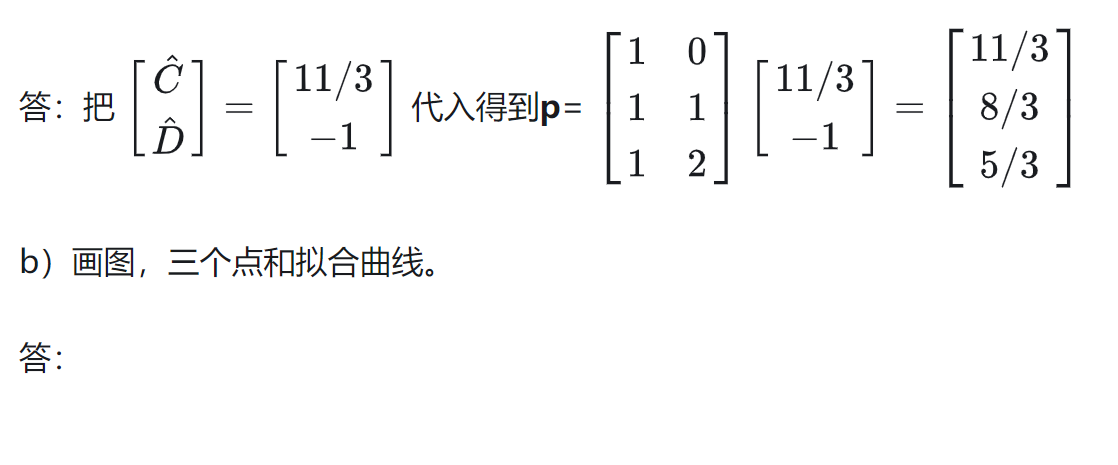 答：把 $\begin{bmatrix} \hat{C} \\ \hat{D} \end{bmatrix} = \begin{bmatrix} 11/3 \\ -1 \end{bmatrix}$ 代入得到$\mathbf{p}$= $\begin{bmatrix} 1 & 0 \\ 1 & 1 \\ 1 & 2 \end{bmatrix} \begin{bmatrix} 11/3 \\ -1 \end{bmatrix} = \begin{bmatrix} 11/3 \\ 8/3 \\ 5/3 \end{bmatrix}$
b）画图，三个点和拟合曲线。
答：